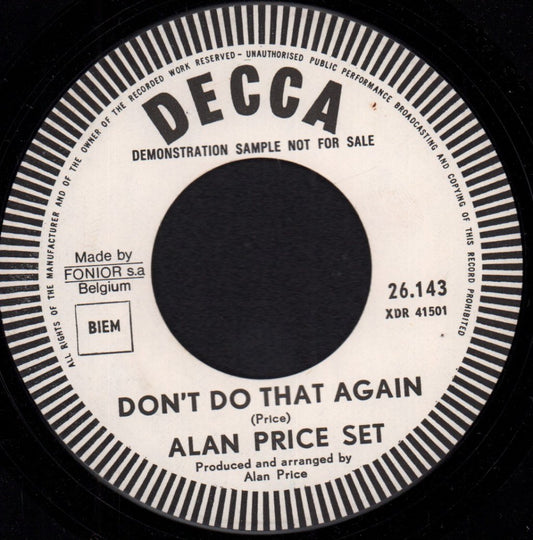 ALL RIGHTS OF THE MANUFACTURER AND OF THE OWNER OF THE RECORDED WORK RESERVED – UNAUTHORISED PUBLIC PERFORMANCE BROADCASTING AND COPYING OF THIS RECORD PROHIBITED
DECCA
DEMONSTRATION SAMPLE NOT FOR SALE
Made by
FONIOR s.a
Belgium
BIEM
26.143
XDR 41501
DON'T DO THAT AGAIN
(Price)
ALAN PRICE SET
Produced and arranged by
Alan Price